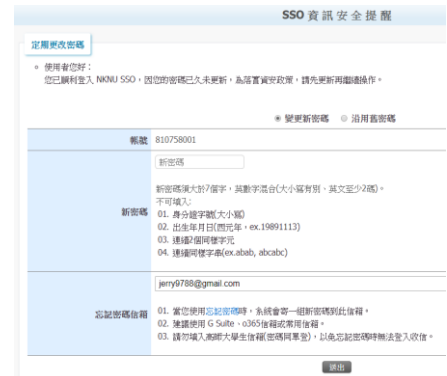 SSO 資訊安全提醒
定期更改密碼
使用者您好：
您已順利登入 NKNU SSO，因您的密碼已久未更新，為落實資安政策，請先更新再繼續操作。
變更新密碼 沿用舊密碼
帳號 810758001
新密碼
新密碼須大於7個字，英數字混合(大小寫有別、英文至少2碼)。
不可填入:
新密碼
01. 身分證字號(大小寫)
02. 出生年月日(西元年，ex.19891113)
03. 連續2個同樣字元
04. 連續同樣字串(ex.abab, abcabc)
jerry9788@gmail.com
忘記密碼信箱
01. 當您使用忘記密碼時，系統會寄一組新密碼到此信箱。
02. 建議使用 G Suite、o365信箱或常用信箱。
03. 請勿填入高師大學生信箱(密碼同單登)，以免忘記密碼時無法登入收信。
送出